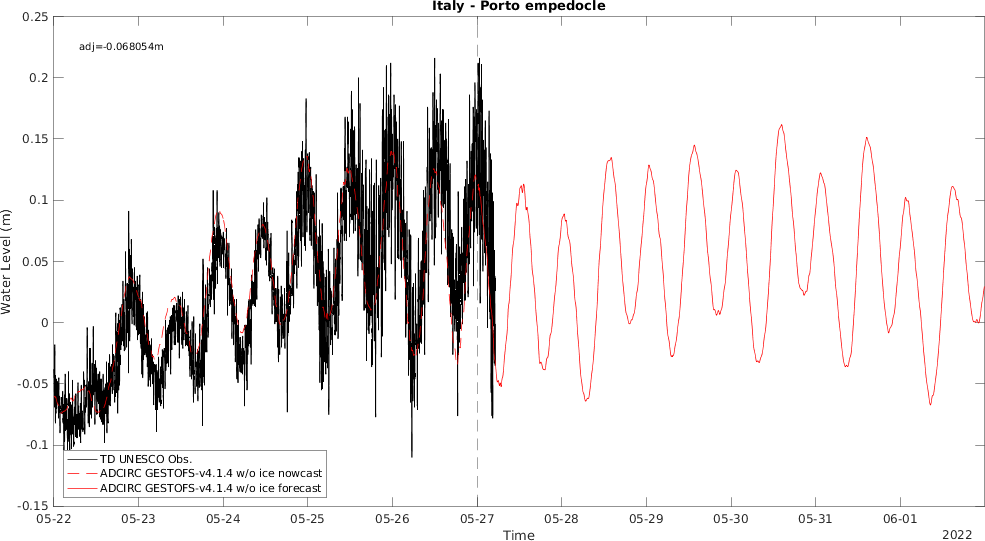 Italy - Porto empedocle
0.25
adj=-0.068054m
0.2
0.15
0.1
0.05
0
-0.05
-0.1
-0.15
Water Level (m)
TD UNESCO Obs.
ADCIRC GESTOFS-v4.1.4 w/o ice nowcast
ADCIRC GESTOFS-v4.1.4 w/o ice forecast
05-22 05-23 05-24 05-25 05-26 05-27 05-28 05-29 05-30 05-31 06-01
Time
2022